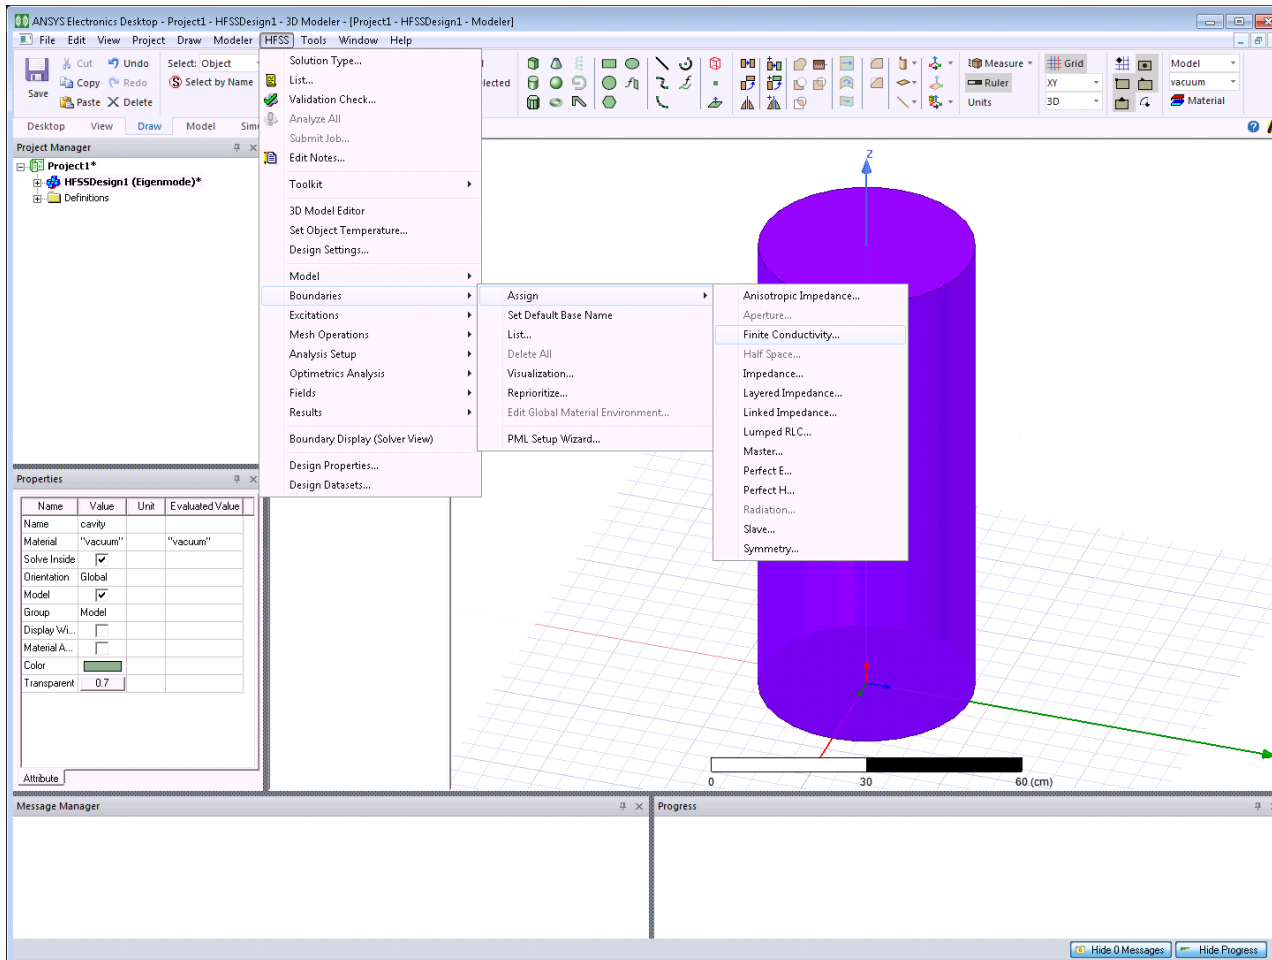 ANSYS Electronics Desktop - Project1 - HFSSDesign1 - 3D Modeler - [Project1 - HFSSDesign1 - Modeler]
File Edit View Project Draw Modeler HFSS Tools Window Help
Save
Cut Undo Select: Object
Copy Redo Select by Name
Paste Delete
Desktop View Draw Model
Solution Type...
List...
Validation Check...
Analyze All
Submit Job...
Edit Notes...
Toolkit
3D Model Editor
Set Object Temperature...
Design Settings...
Model
Boundaries
Excitations
Mesh Operations
Analysis Setup
Optimetrics Analysis
Fields
Results
Boundary Display (Solver View)
Design Properties...
Design Datasets...
Assign
Set Default Base Name
List...
Delete All
Visualization...
Reprioritize...
Edit Global Material Environment...
PML Setup Wizard...
Anisotropic Impedance...
Aperture...
Finite Conductivity...
Half Space...
Impedance...
Layered Impedance...
Linked Impedance...
Lumped RLC...
Master...
Perfect E...
Perfect H...
Radiation...
Slave...
Symmetry...
Measure Grid Model
Ruler XY vacuum
Units 3D Material
Project Manager
Project1*
HFSSDesign1 (Eigenmode)*
Definitions
Properties
Name Value Unit Evaluated Value
Name cavity
Material "vacuum" "vacuum"
Solve Inside
Orientation Global
Model
Group Model
Display Wi...
Material A...
Color
Transparent 0.7
Attribute
Z
0 30 60 (cm)
Message Manager
Progress
Hide 0 Messages Hide Progress